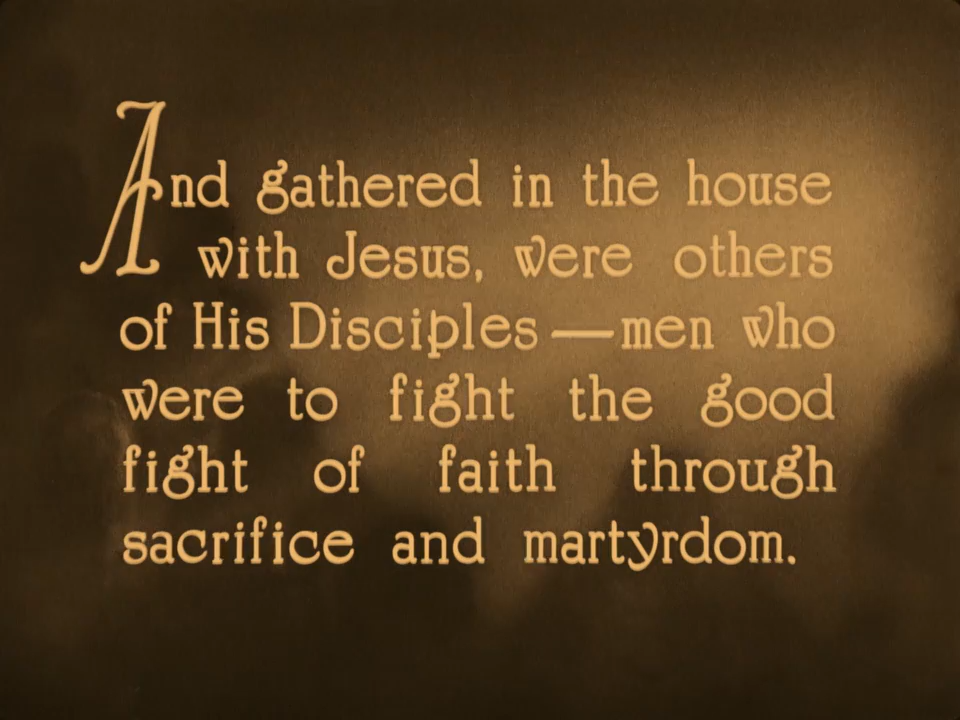 And gathered in the house
with Jesus, were others
of His Disciples — men who
were to fight the good
fight of faith through
sacrifice and martyrdom.